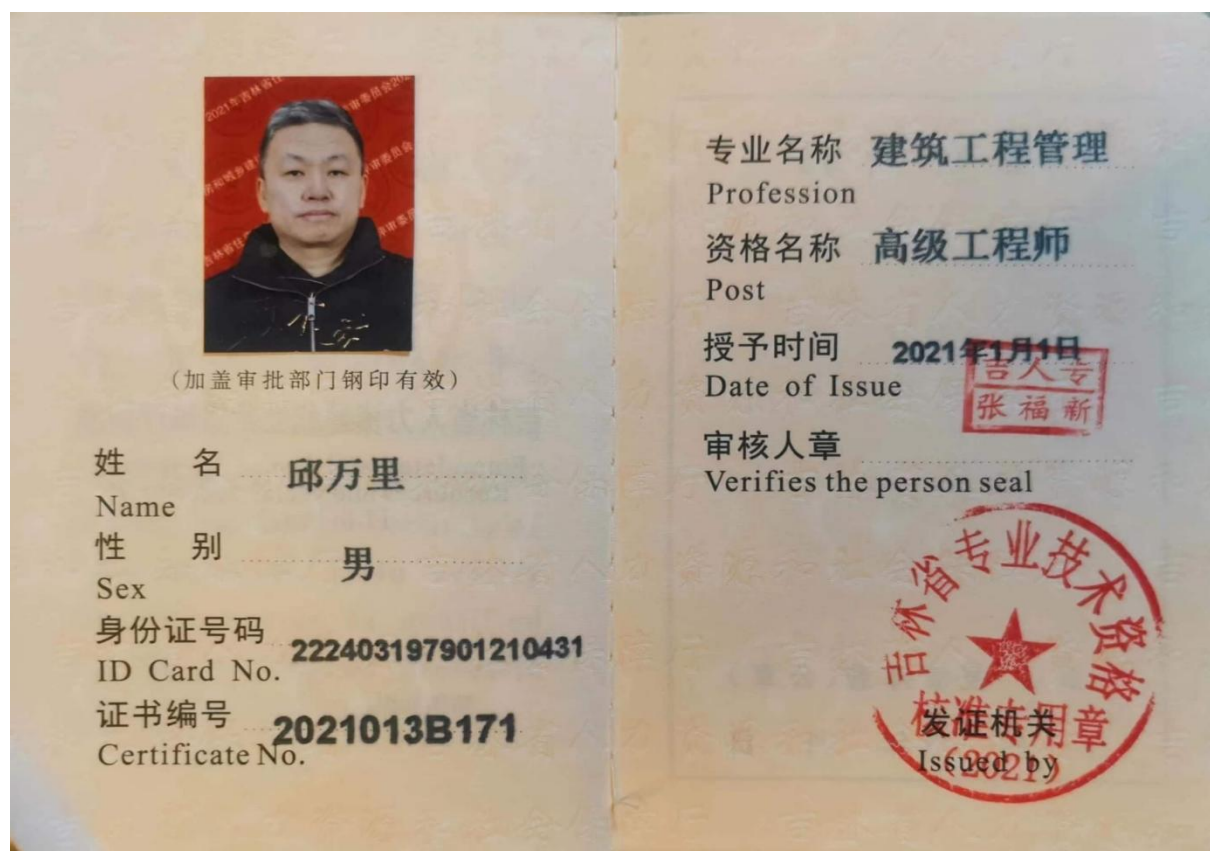 (加盖审批部门钢印有效)
姓 名 邱万里
Name
性 别 男
Sex
身份证号码 222403197901210431
ID Card No.
证书编号 2021013B171
Certificate No.
专业名称 建筑工程管理
Profession
资格名称 高级工程师
Post
授予时间 2021年1月1日
Date of Issue
吉人专
张福新
审核人章
Verifies the person seal
吉林省专业技术资格
核准专用章
(2021)
发证机关
Issued by